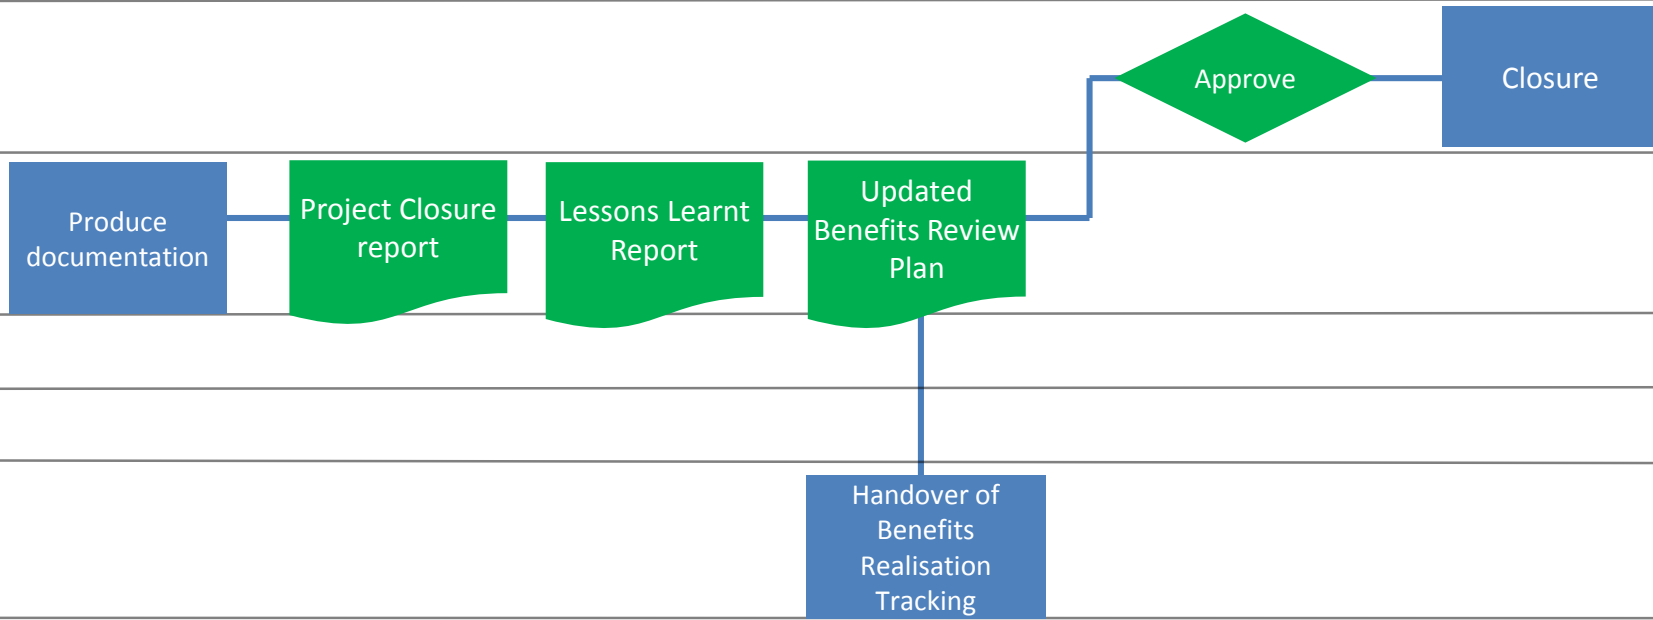 Approve
Closure
Produce
documentation
Project Closure
report
Lessons Learnt
Report
Updated
Benefits Review
Plan
Handover of
Benefits
Realisation
Tracking